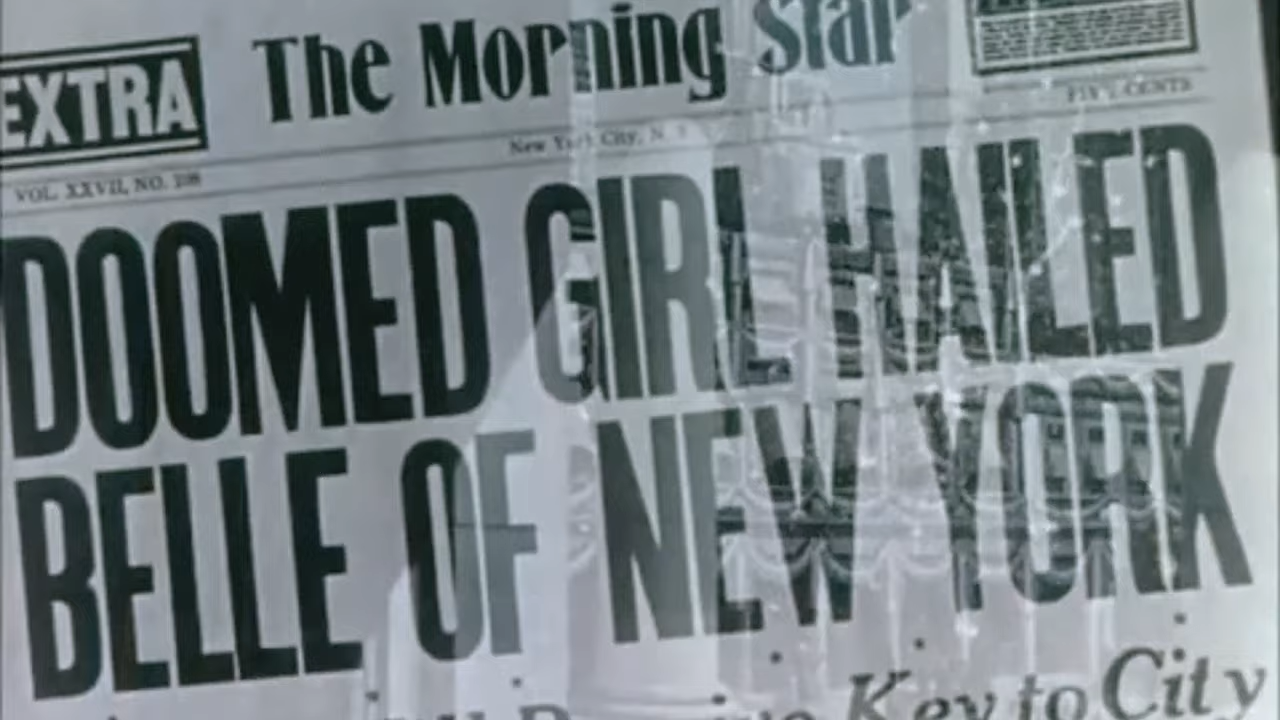 EXTRA
The Morning Star
New York City, N. Y.
FIVE CENTS
VOL. XXVII, NO. 208
DOOMED GIRL HAILED
BELLE OF NEW YORK
Key to City